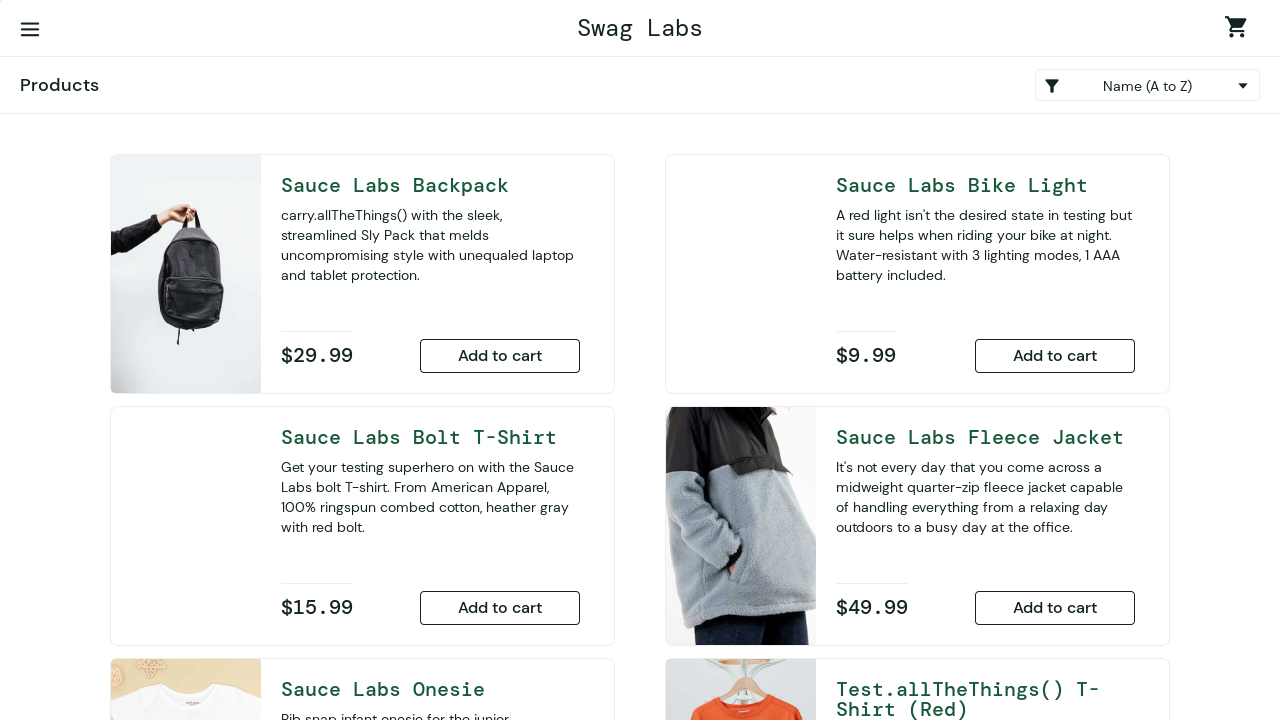 Swag Labs
Products
Name (A to Z)
Sauce Labs Backpack
carry.allTheThings() with the sleek,
streamlined Sly Pack that melds
uncompromising style with unequaled laptop
and tablet protection.
$29.99
Add to cart
Sauce Labs Bike Light
A red light isn't the desired state in testing but
it sure helps when riding your bike at night.
Water-resistant with 3 lighting modes, 1 AAA
battery included.
$9.99
Add to cart
Sauce Labs Bolt T-Shirt
Get your testing superhero on with the Sauce
Labs bolt T-shirt. From American Apparel,
100% ringspun combed cotton, heather gray
with red bolt.
$15.99
Add to cart
Sauce Labs Fleece Jacket
It's not every day that you come across a
midweight quarter-zip fleece jacket capable
of handling everything from a relaxing day
outdoors to a busy day at the office.
$49.99
Add to cart
Sauce Labs Onesie
Rib snap infant onesie for the junior
Test.allTheThings() T-
Shirt (Red)